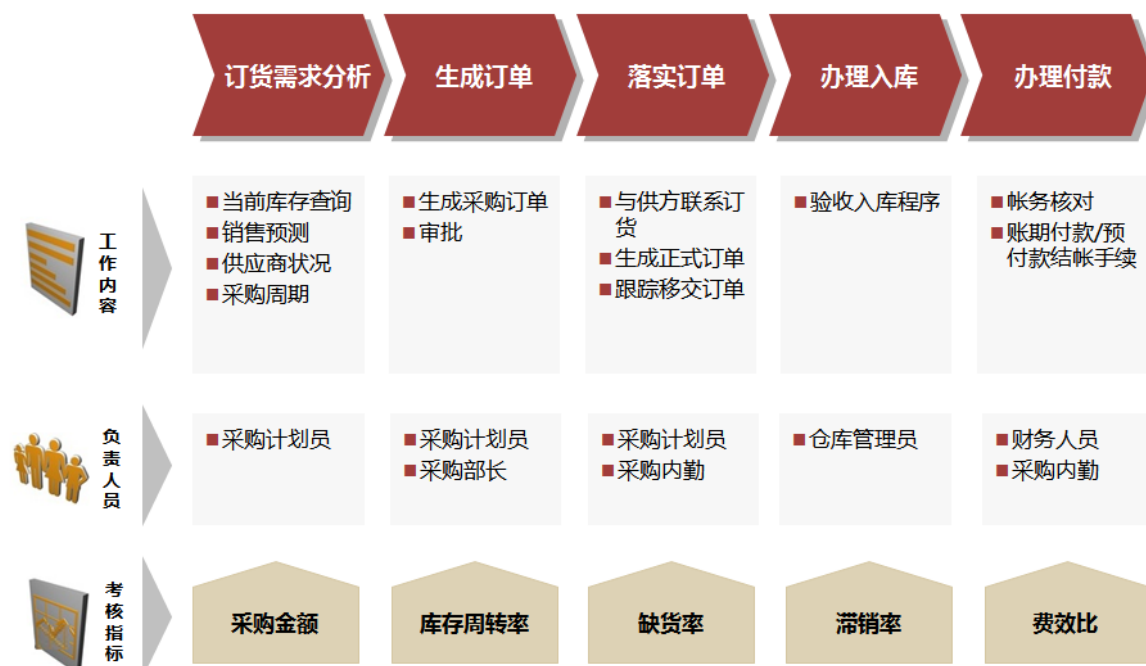 订货需求分析
生成订单
落实订单
办理入库
办理付款
工作内容
■当前库存查询
■销售预测
■供应商状况
■采购周期
■生成采购订单
■审批
■与供方联系订
货
■生成正式订单
■跟踪移交订单
■验收入库程序
■帐务核对
■账期付款/预
付款结帐手续
负责人员
■采购计划员
■采购计划员
■采购部长
■采购计划员
■采购内勤
■仓库管理员
■财务人员
■采购内勤
考核指标
采购金额
库存周转率
缺货率
滞销率
费效比